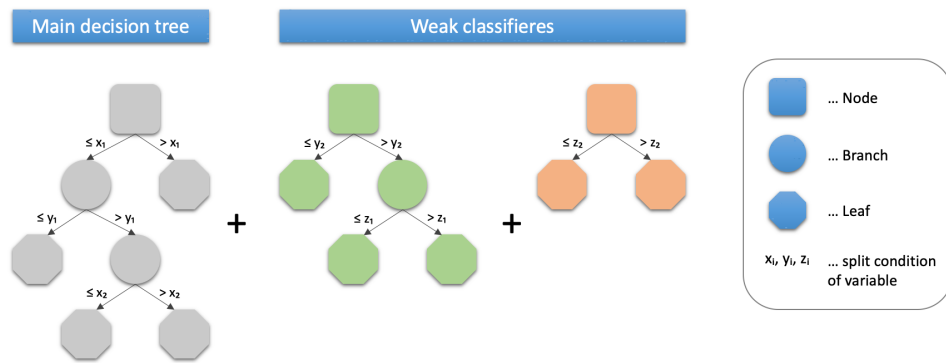 Main decision tree
Weak classifieres
≤ x₁
> x₁
≤ y₁
> y₁
≤ x₂
> x₂
+
≤ y₂
> y₂
≤ z₁
> z₁
+
≤ z₂
> z₂
... Node
... Branch
... Leaf
xᵢ, yᵢ, zᵢ ... split condition
of variable